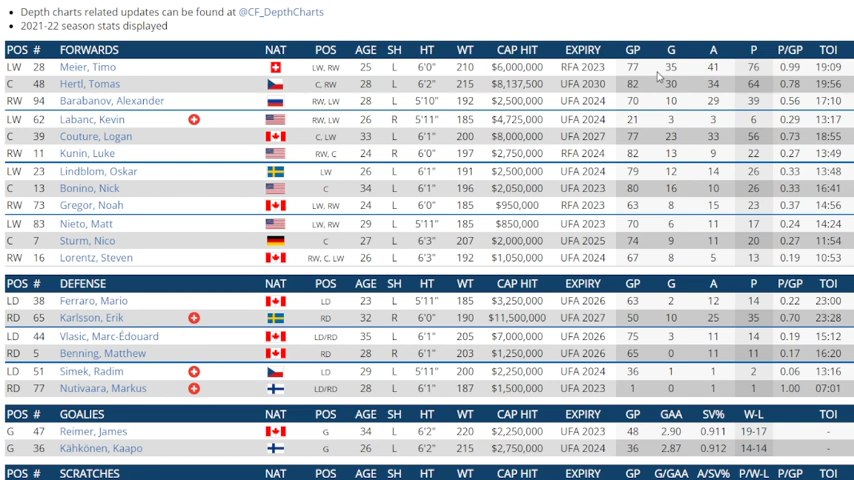 Depth charts related updates can be found at @CF_DepthCharts
2021-22 season stats displayed
POS # FORWARDS NAT POS AGE SH HT WT CAP HIT EXPIRY GP G A P P/GP TOI
LW 28 Meier, Timo LW, RW 25 L 6'0" 210 $6,000,000 RFA 2023 77 35 41 76 0.99 19:09
C 48 Hertl, Tomas C, RW 28 L 6'2" 215 $8,137,500 UFA 2030 82 30 34 64 0.78 19:56
RW 94 Barabanov, Alexander RW, LW 28 L 5'10" 192 $2,500,000 UFA 2024 70 10 29 39 0.56 17:10
LW 62 Labanc, Kevin RW, LW 26 R 5'11" 185 $4,725,000 UFA 2024 21 3 3 6 0.29 13:17
C 39 Couture, Logan C, LW 33 L 6'1" 200 $8,000,000 UFA 2027 77 23 33 56 0.73 18:55
RW 11 Kunin, Luke RW, C 24 R 6'0" 197 $2,750,000 RFA 2024 82 13 9 22 0.27 13:49
LW 23 Lindblom, Oskar LW 26 L 6'1" 191 $2,500,000 UFA 2024 79 12 14 26 0.33 13:48
C 13 Bonino, Nick C 34 L 6'1" 196 $2,050,000 UFA 2023 80 16 10 26 0.33 16:41
RW 73 Gregor, Noah LW, RW 24 L 6'0" 185 $950,000 RFA 2023 63 8 15 23 0.37 14:56
LW 83 Nieto, Matt LW, RW 29 L 5'11" 185 $850,000 UFA 2023 70 6 11 17 0.24 14:24
C 7 Sturm, Nico C 27 L 6'3" 207 $2,000,000 UFA 2025 74 9 11 20 0.27 11:54
RW 16 Lorentz, Steven RW, C, LW 26 L 6'3" 192 $1,050,000 UFA 2024 67 8 5 13 0.19 10:53
POS # DEFENSE NAT POS AGE SH HT WT CAP HIT EXPIRY GP G A P P/GP TOI
LD 38 Ferraro, Mario LD 23 L 5'11" 185 $3,250,000 UFA 2026 63 2 12 14 0.22 23:00
RD 65 Karlsson, Erik RD 32 R 6'0" 190 $11,500,000 UFA 2027 50 10 25 35 0.70 23:28
LD 44 Vlasic, Marc-Édouard LD/RD 35 L 6'1" 205 $7,000,000 UFA 2026 75 3 11 14 0.19 15:12
RD 5 Benning, Matthew RD 28 R 6'1" 203 $1,250,000 UFA 2026 65 0 11 11 0.17 16:20
LD 51 Simek, Radim LD 29 L 5'11" 200 $2,250,000 UFA 2024 36 1 1 2 0.06 13:16
RD 77 Nutivaara, Markus LD/RD 28 L 6'1" 187 $1,500,000 UFA 2023 1 0 1 1 1.00 07:01
POS # GOALIES NAT POS AGE SH HT WT CAP HIT EXPIRY GP GAA SV% W-L TOI
G 47 Reimer, James G 34 L 6'2" 220 $2,250,000 UFA 2023 48 2.90 0.911 19-17 -
G 36 Kähkönen, Kaapo G 26 L 6'2" 215 $2,750,000 UFA 2024 36 2.87 0.912 14-14 -
POS # SCRATCHES NAT POS AGE SH HT WT CAP HIT EXPIRY GP G/GAA A/SV% P/W-L P/GP TOI